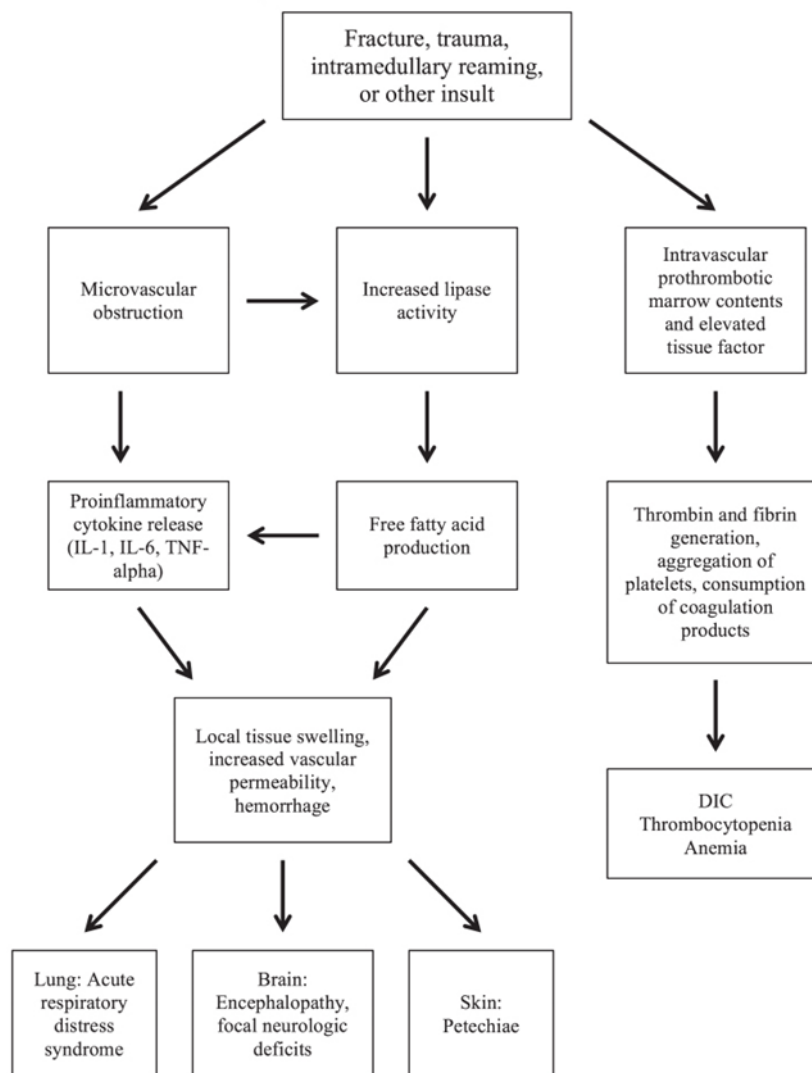 Fracture, trauma,
intramedullary reaming,
or other insult
Microvascular
obstruction
Increased lipase
activity
Intravascular
prothrombotic
marrow contents
and elevated
tissue factor
Proinflammatory
cytokine release
(IL-1, IL-6, TNF-
alpha)
Free fatty acid
production
Thrombin and fibrin
generation,
aggregation of
platelets, consumption
of coagulation
products
Local tissue swelling,
increased vascular
permeability,
hemorrhage
DIC
Thrombocytopenia
Anemia
Lung: Acute
respiratory
distress
syndrome
Brain:
Encephalopathy,
focal neurologic
deficits
Skin:
Petechiae